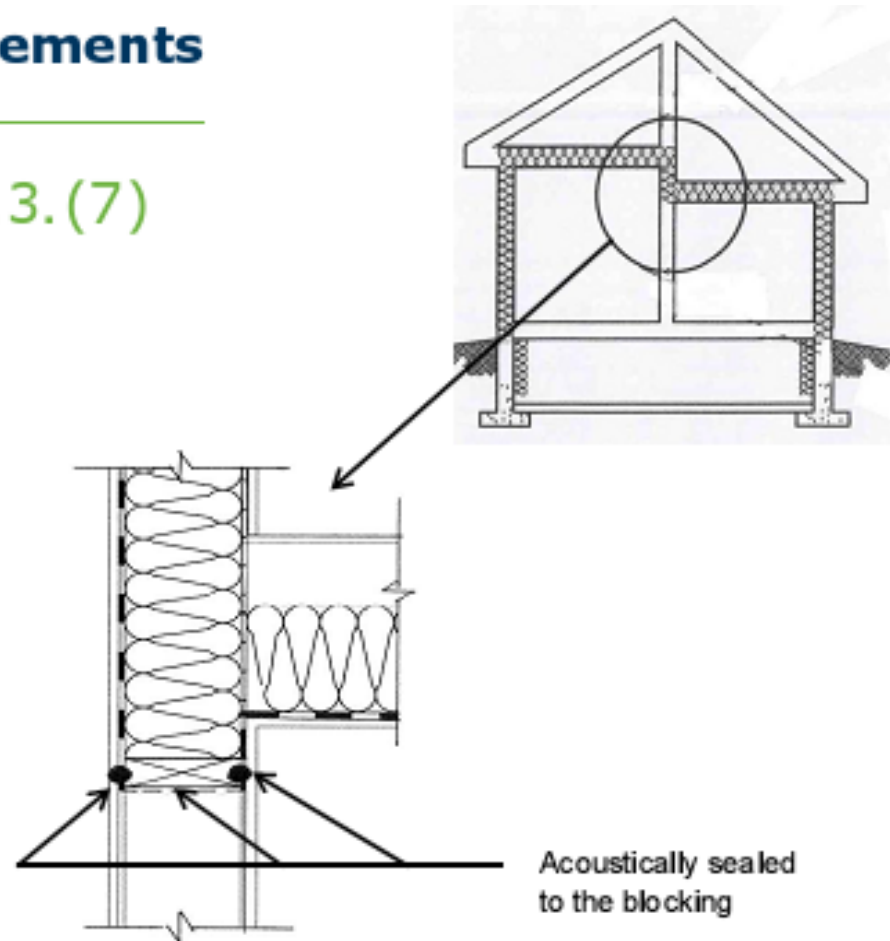 ements
3.(7)
Acoustically sealed
to the blocking